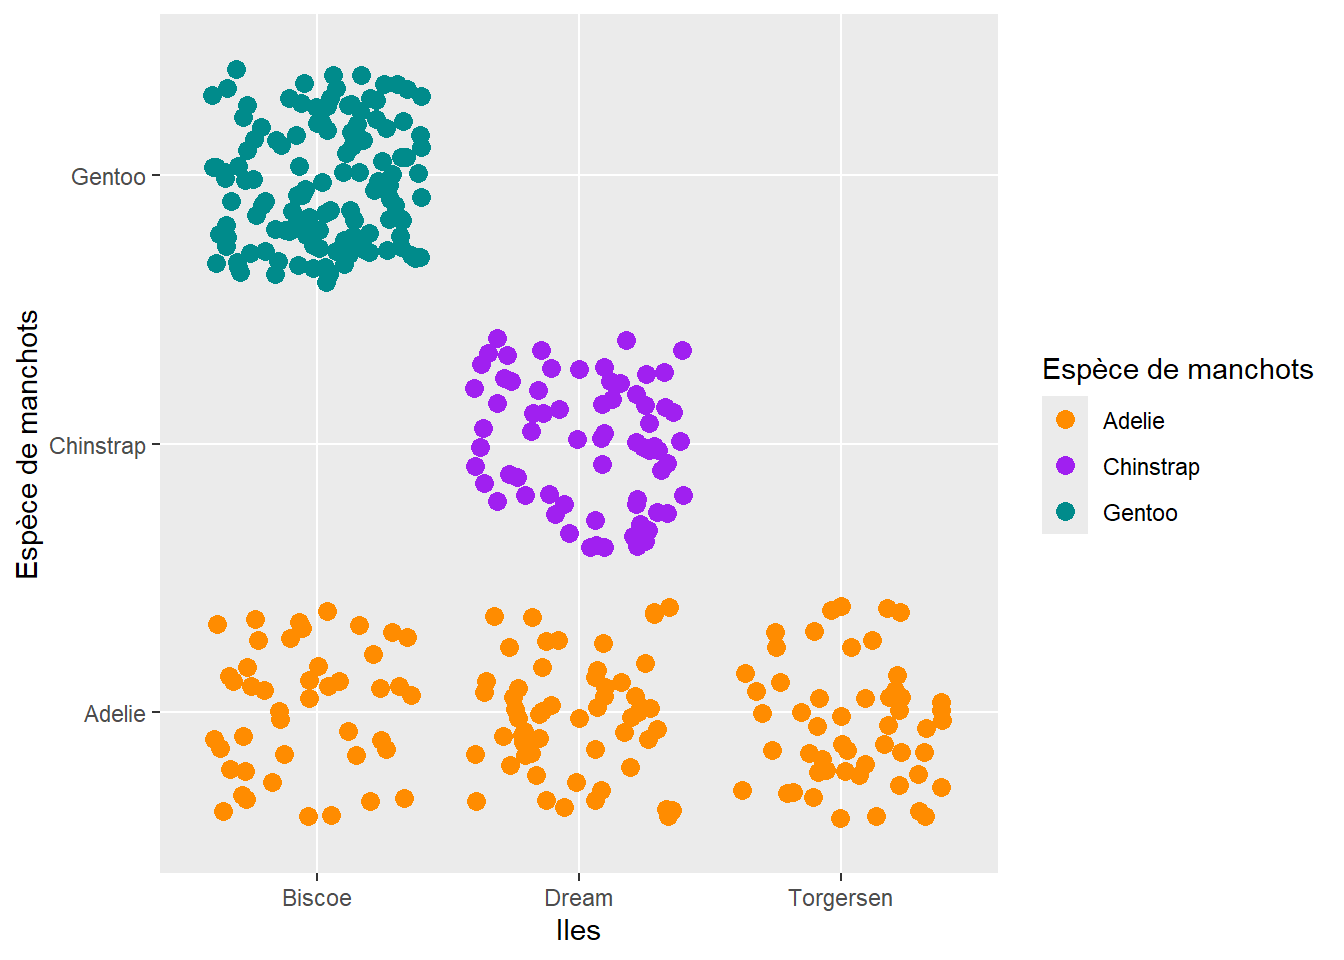 Espèce de manchots
Gentoo
Chinstrap
Adelie
Biscoe
Dream
Torgersen
Iles
Espèce de manchots
Adelie
Chinstrap
Gentoo